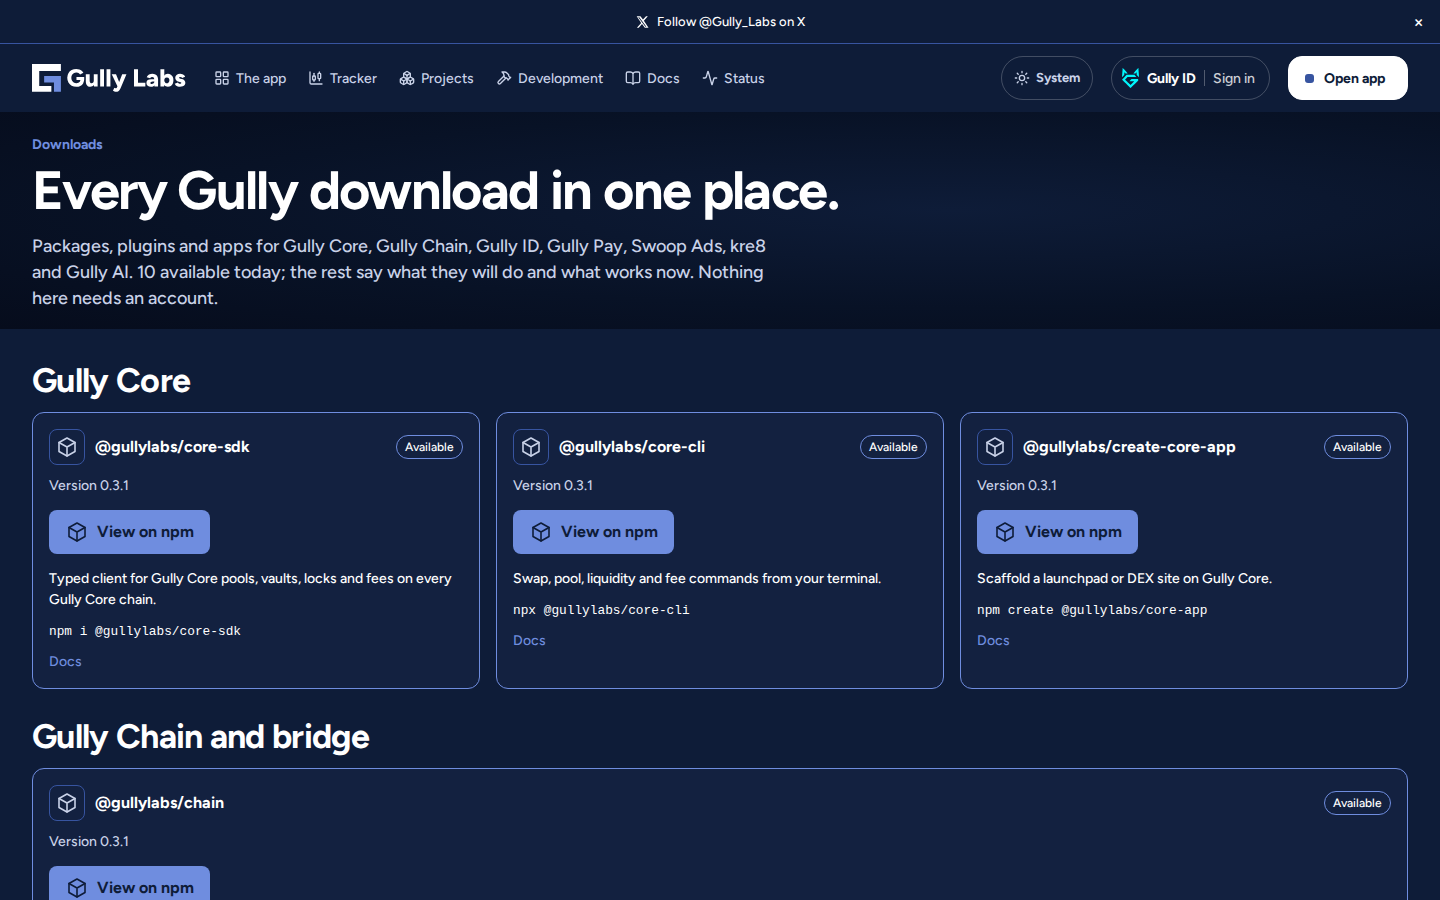 Follow @Gully_Labs on X
×
Gully Labs
The app
Tracker
Projects
Development
Docs
Status
System
Gully ID
Sign in
Open app
Downloads
Every Gully download in one place.
Packages, plugins and apps for Gully Core, Gully Chain, Gully ID, Gully Pay, Swoop Ads, kre8
and Gully AI. 10 available today; the rest say what they will do and what works now. Nothing
here needs an account.
Gully Core
@gullylabs/core-sdk
Available
Version 0.3.1
View on npm
Typed client for Gully Core pools, vaults, locks and fees on every
Gully Core chain.
npm i @gullylabs/core-sdk
Docs
@gullylabs/core-cli
Available
Version 0.3.1
View on npm
Swap, pool, liquidity and fee commands from your terminal.
npx @gullylabs/core-cli
Docs
@gullylabs/create-core-app
Available
Version 0.3.1
View on npm
Scaffold a launchpad or DEX site on Gully Core.
npm create @gullylabs/core-app
Docs
Gully Chain and bridge
@gullylabs/chain
Available
Version 0.3.1
View on npm